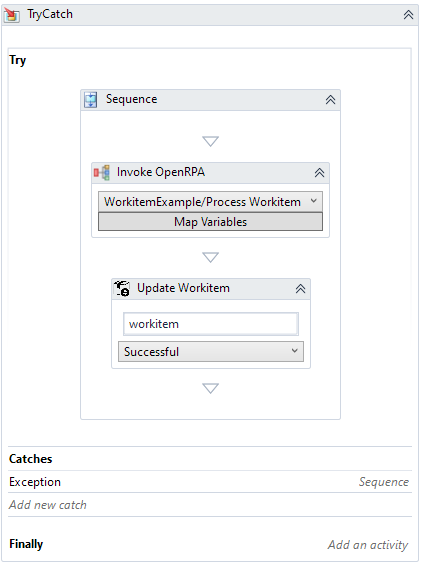 TryCatch
Try
Sequence
Invoke OpenRPA
WorkitemExample/Process Workitem
Map Variables
Update Workitem
workitem
Successful
Catches
Exception Sequence
Add new catch
Finally Add an activity